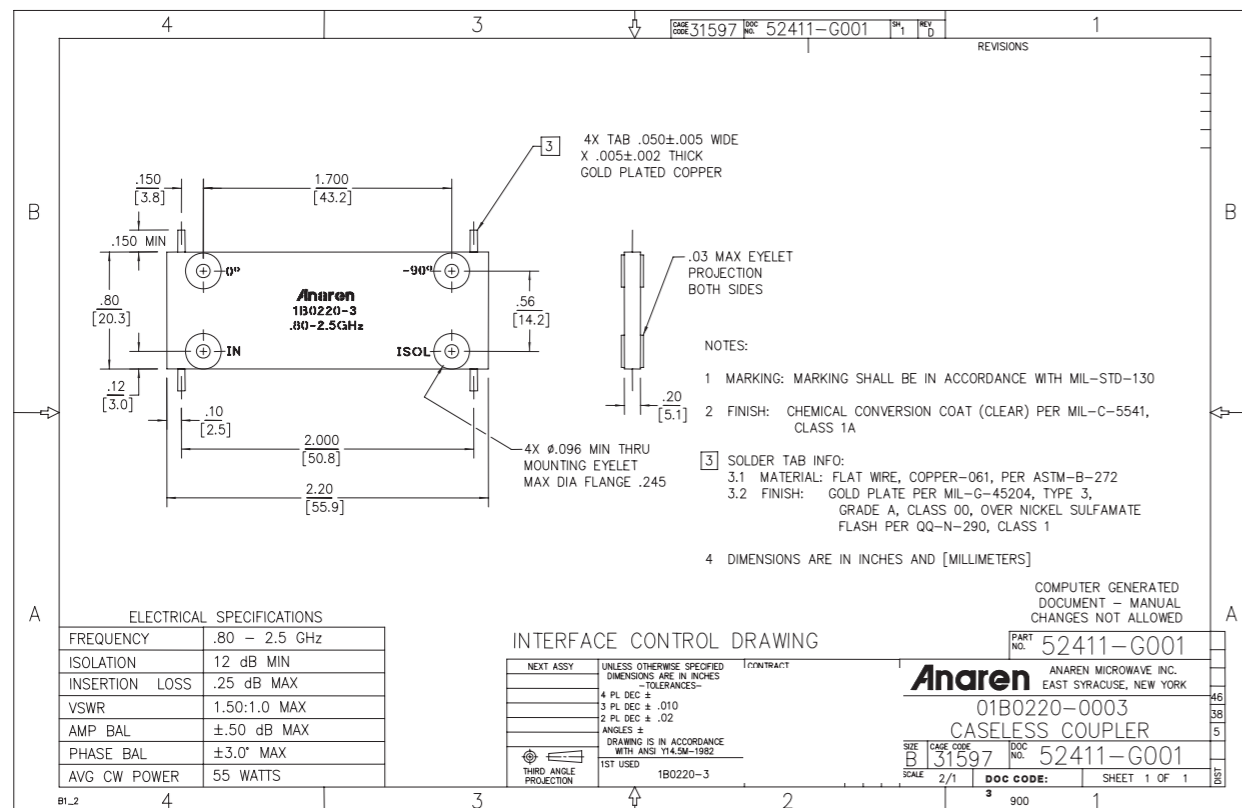 4
3
CAGE CODE 31597 DOC NO. 52411-G001 SH 1 REV D
1
REVISIONS
3
4X TAB .050±.005 WIDE
X .005±.002 THICK
GOLD PLATED COPPER
.150
[3.8]
1.700
[43.2]
B
B
.150 MIN
.03 MAX EYELET
PROJECTION
BOTH SIDES
0°
-90°
Anaren
1B0220-3
.80-2.5GHz
.80
[20.3]
.56
[14.2]
IN
ISOL
.12
[3.0]
.10
[2.5]
.20
[5.1]
2.000
[50.8]
2.20
[55.9]
4X ø.096 MIN THRU
MOUNTING EYELET
MAX DIA FLANGE .245
NOTES:
1 MARKING: MARKING SHALL BE IN ACCORDANCE WITH MIL-STD-130
2 FINISH: CHEMICAL CONVERSION COAT (CLEAR) PER MIL-C-5541,
CLASS 1A
3 SOLDER TAB INFO:
3.1 MATERIAL: FLAT WIRE, COPPER-061, PER ASTM-B-272
3.2 FINISH: GOLD PLATE PER MIL-G-45204, TYPE 3,
GRADE A, CLASS 00, OVER NICKEL SULFAMATE
FLASH PER QQ-N-290, CLASS 1
4 DIMENSIONS ARE IN INCHES AND [MILLIMETERS]
COMPUTER GENERATED
DOCUMENT - MANUAL
CHANGES NOT ALLOWED
A
A
ELECTRICAL SPECIFICATIONS
FREQUENCY .80 - 2.5 GHz
ISOLATION 12 dB MIN
INSERTION LOSS .25 dB MAX
VSWR 1.50:1.0 MAX
AMP BAL ±.50 dB MAX
PHASE BAL ±3.0° MAX
AVG CW POWER 55 WATTS
INTERFACE CONTROL DRAWING
NEXT ASSY
UNLESS OTHERWISE SPECIFIED
DIMENSIONS ARE IN INCHES
-TOLERANCES-
4 PL DEC ±
3 PL DEC ± .010
2 PL DEC ± .02
ANGLES ±
DRAWING IS IN ACCORDANCE
WITH ANSI Y14.5M-1982
1ST USED
1B0220-3
THIRD ANGLE
PROJECTION
CONTRACT
PART NO. 52411-G001
Anaren
ANAREN MICROWAVE INC.
EAST SYRACUSE, NEW YORK
01B0220-0003
CASELESS COUPLER
SIZE B CAGE CODE 31597 DOC NO. 52411-G001
SCALE 2/1 DOC CODE: SHEET 1 OF 1
46
38
5
DIST
B1_2
4
3
2
3
900
1